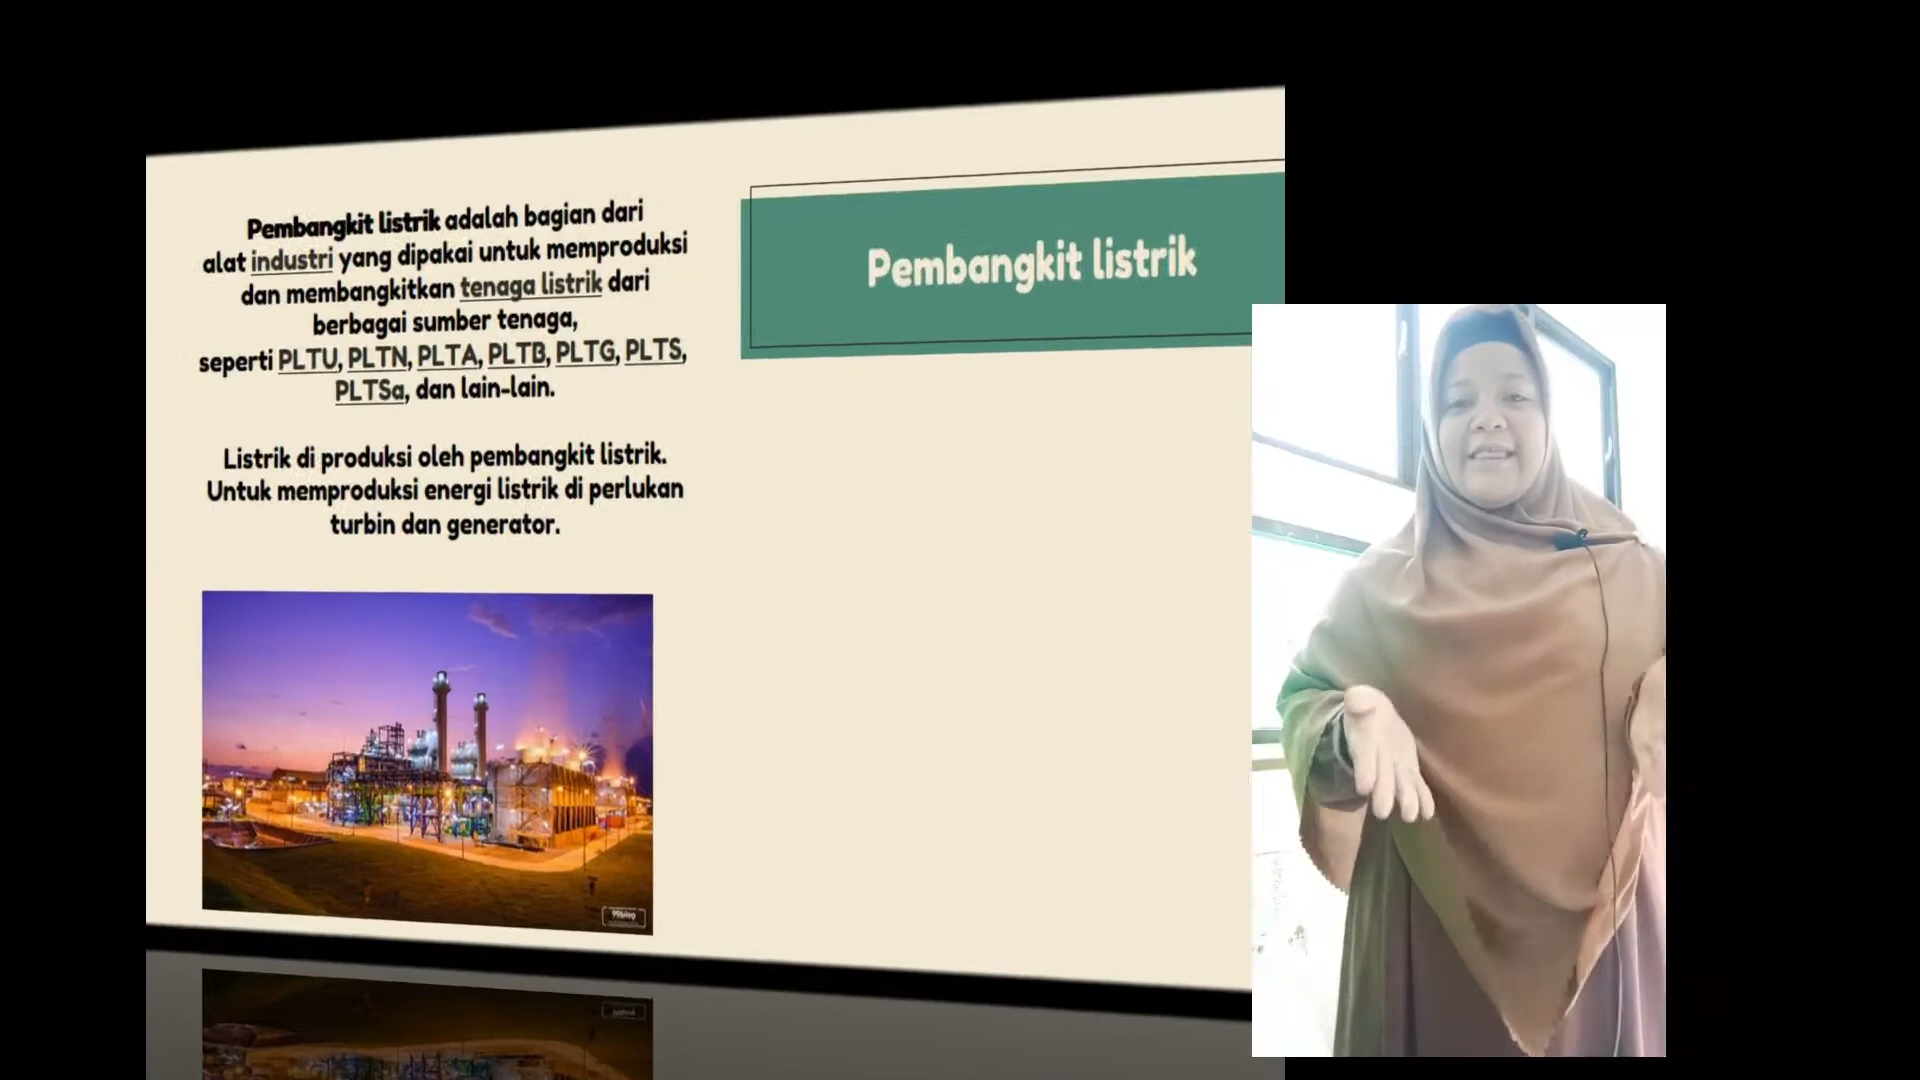 Pembangkit listrik adalah bagian dari
alat industri yang dipakai untuk memproduksi
dan membangkitkan tenaga listrik dari
berbagai sumber tenaga,
seperti PLTU, PLTN, PLTA, PLTB, PLTG, PLTS,
PLTSa, dan lain-lain.
Listrik di produksi oleh pembangkit listrik.
Untuk memproduksi energi listrik di perlukan
turbin dan generator.
Pembangkit listrik